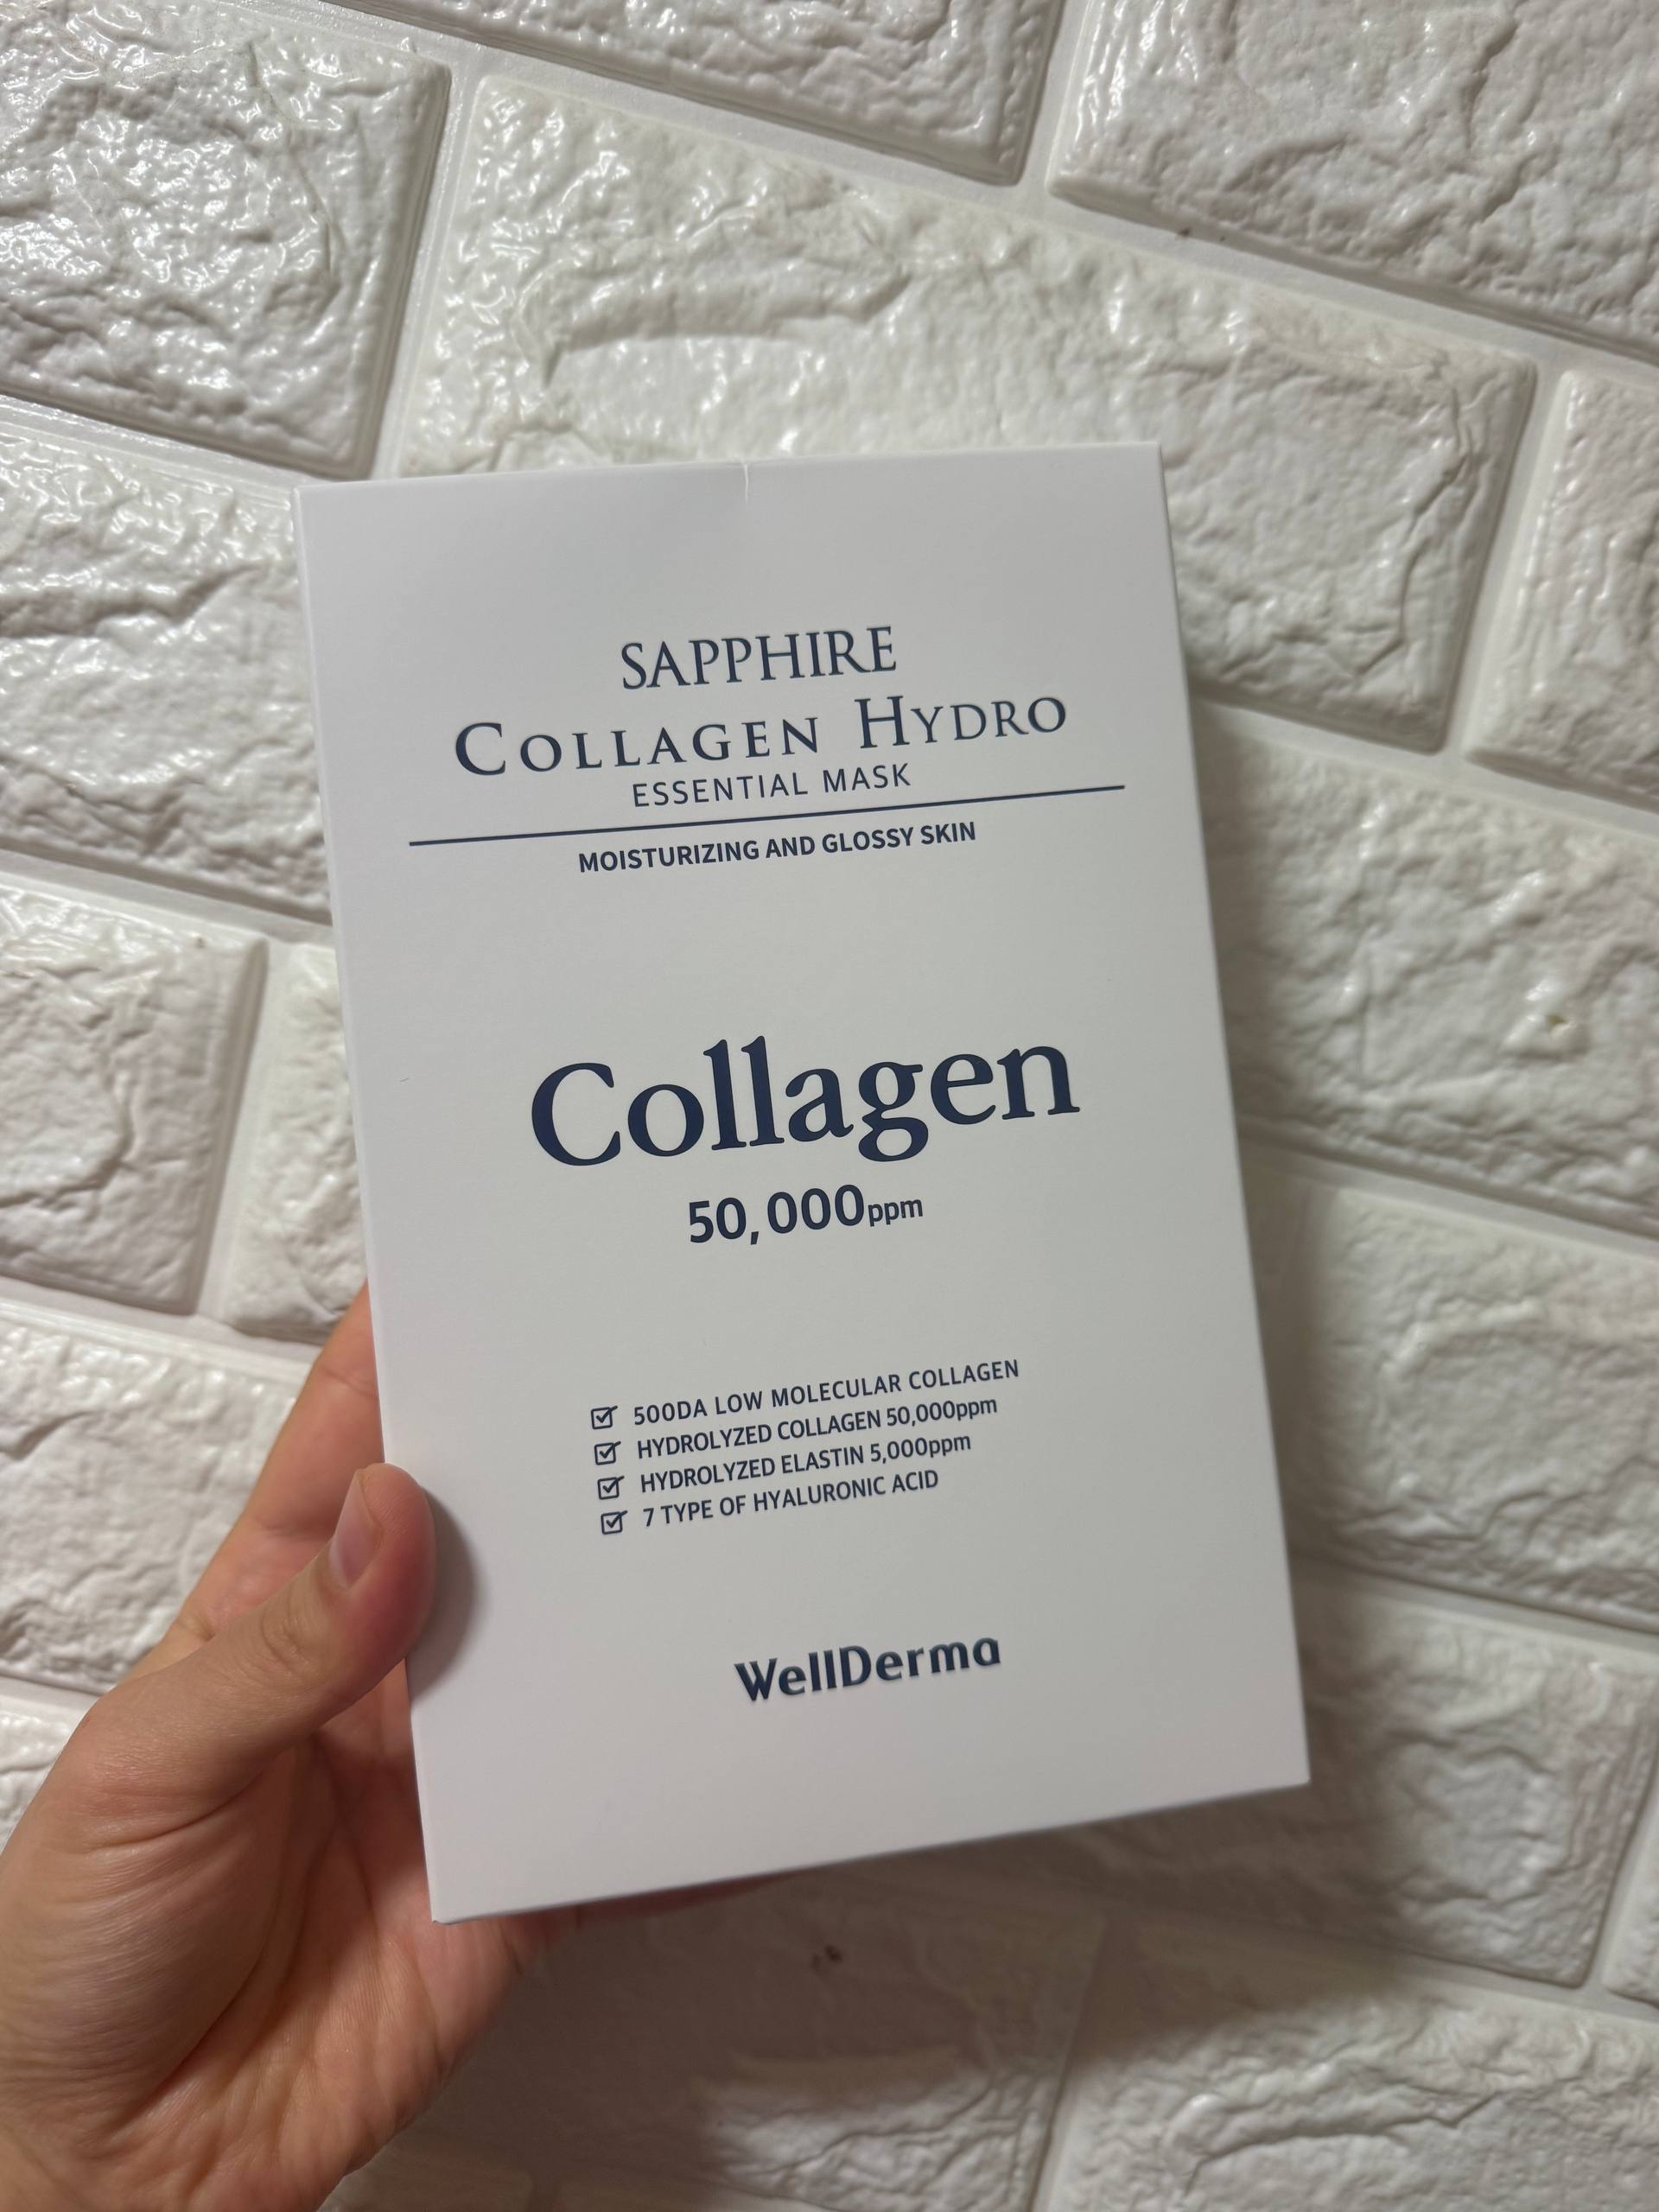 SAPPHIRE
COLLAGEN HYDRO
ESSENTIAL MASK
MOISTURIZING AND GLOSSY SKIN
Collagen
50,000ppm
500DA LOW MOLECULAR COLLAGEN
HYDROLYZED COLLAGEN 50,000ppm
HYDROLYZED ELASTIN 5,000ppm
7 TYPE OF HYALURONIC ACID
WellDerma